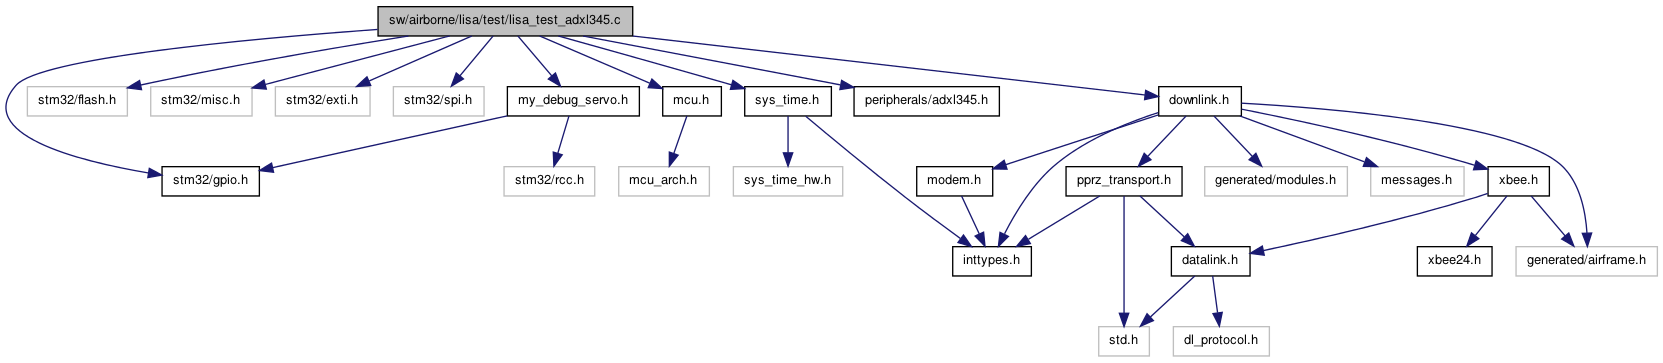 sw/airborne/lisa/test/lisa_test_adxl345.c
stm32/flash.h
stm32/misc.h
stm32/exti.h
stm32/spi.h
my_debug_servo.h
mcu.h
sys_time.h
peripherals/adxl345.h
downlink.h
stm32/gpio.h
stm32/rcc.h
mcu_arch.h
sys_time_hw.h
modem.h
pprz_transport.h
generated/modules.h
messages.h
xbee.h
inttypes.h
datalink.h
xbee24.h
generated/airframe.h
std.h
dl_protocol.h